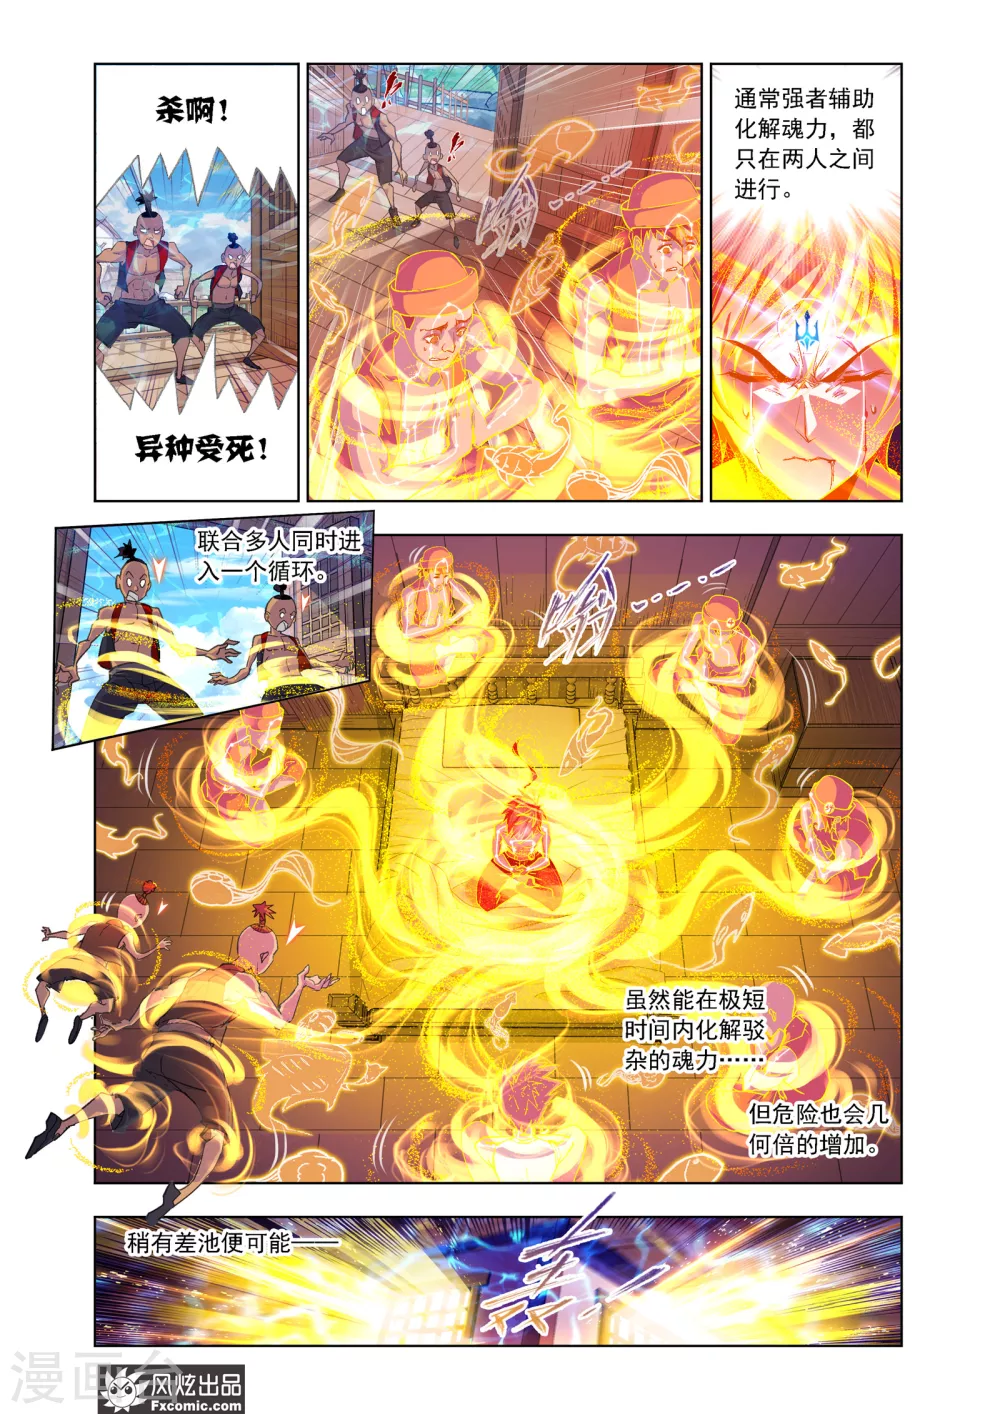 杀啊！
异种受死！
嗡
通常强者辅助
化解魂力，都
只在两人之间
进行。
联合多人同时进
入一个循环。
嗡
虽然能在极短
时间内化解驳
杂的魂力……
但危险也会几
何倍的增加。
稍有差池便可能——
轰
漫画台
风炫出品
Fxcomic.com